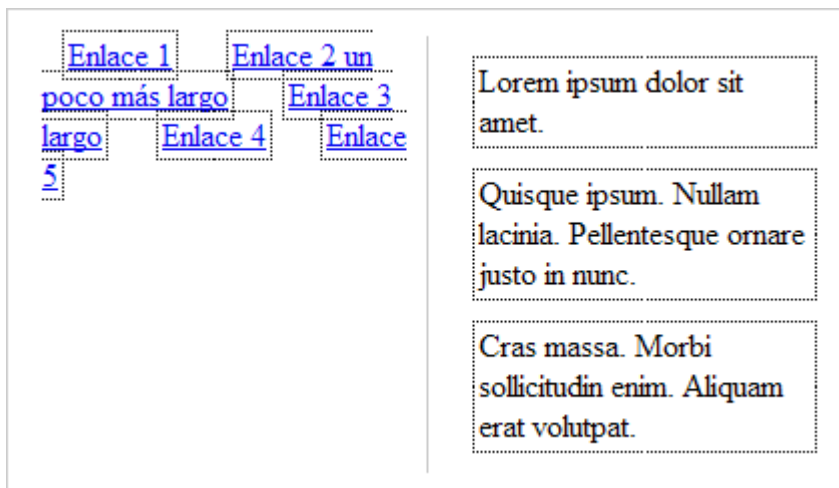 Enlace 1 Enlace 2 un
poco más largo Enlace 3
largo Enlace 4 Enlace
5
Lorem ipsum dolor sit
amet.
Quisque ipsum. Nullam
lacinia. Pellentesque ornare
justo in nunc.
Cras massa. Morbi
sollicitudin enim. Aliquam
erat volutpat.